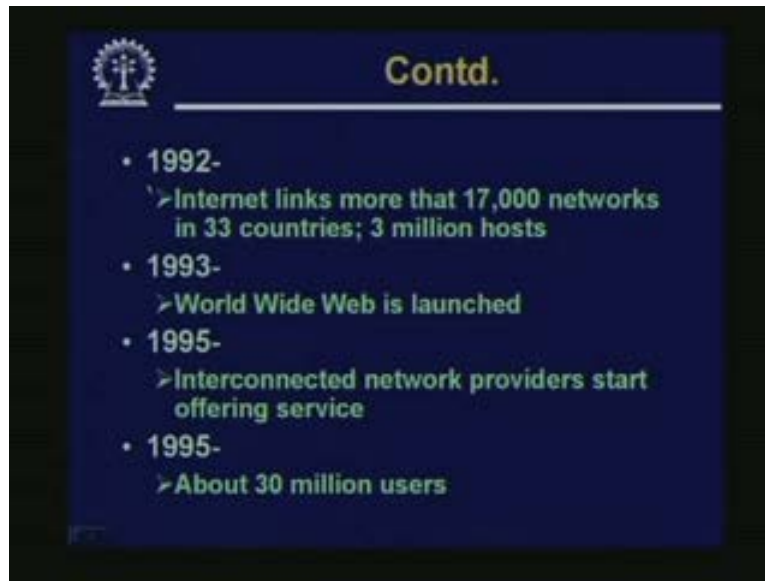 Contd.
• 1992-
➢Internet links more that 17,000 networks
in 33 countries; 3 million hosts
• 1993-
➢World Wide Web is launched
• 1995-
➢Interconnected network providers start
offering service
• 1995-
➢About 30 million users